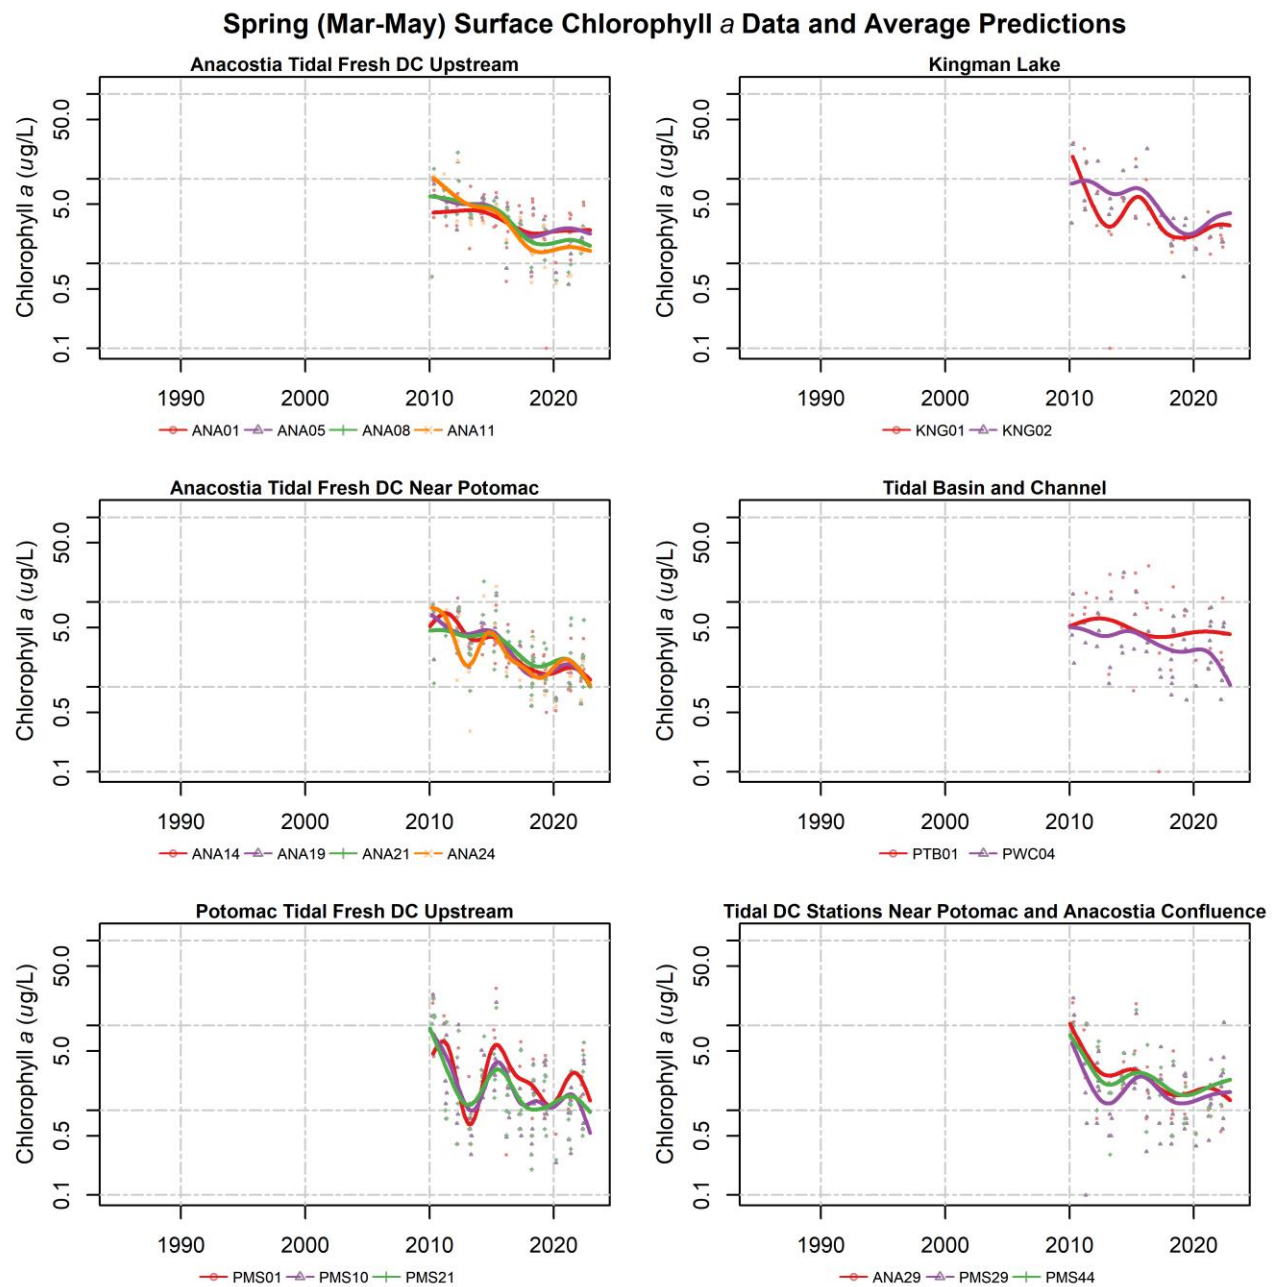 Spring (Mar-May) Surface Chlorophyll a Data and Average Predictions
Anacostia Tidal Fresh DC Upstream
Chlorophyll a (ug/L)
50.0
5.0
0.5
0.1
1990 2000 2010 2020
ANA01 ANA05 ANA08 ANA11
Kingman Lake
Chlorophyll a (ug/L)
50.0
5.0
0.5
0.1
1990 2000 2010 2020
KNG01 KNG02
Anacostia Tidal Fresh DC Near Potomac
Chlorophyll a (ug/L)
50.0
5.0
0.5
0.1
1990 2000 2010 2020
ANA14 ANA19 ANA21 ANA24
Tidal Basin and Channel
Chlorophyll a (ug/L)
50.0
5.0
0.5
0.1
1990 2000 2010 2020
PTB01 PWC04
Potomac Tidal Fresh DC Upstream
Chlorophyll a (ug/L)
50.0
5.0
0.5
0.1
1990 2000 2010 2020
PMS01 PMS10 PMS21
Tidal DC Stations Near Potomac and Anacostia Confluence
Chlorophyll a (ug/L)
50.0
5.0
0.5
0.1
1990 2000 2010 2020
ANA29 PMS29 PMS44